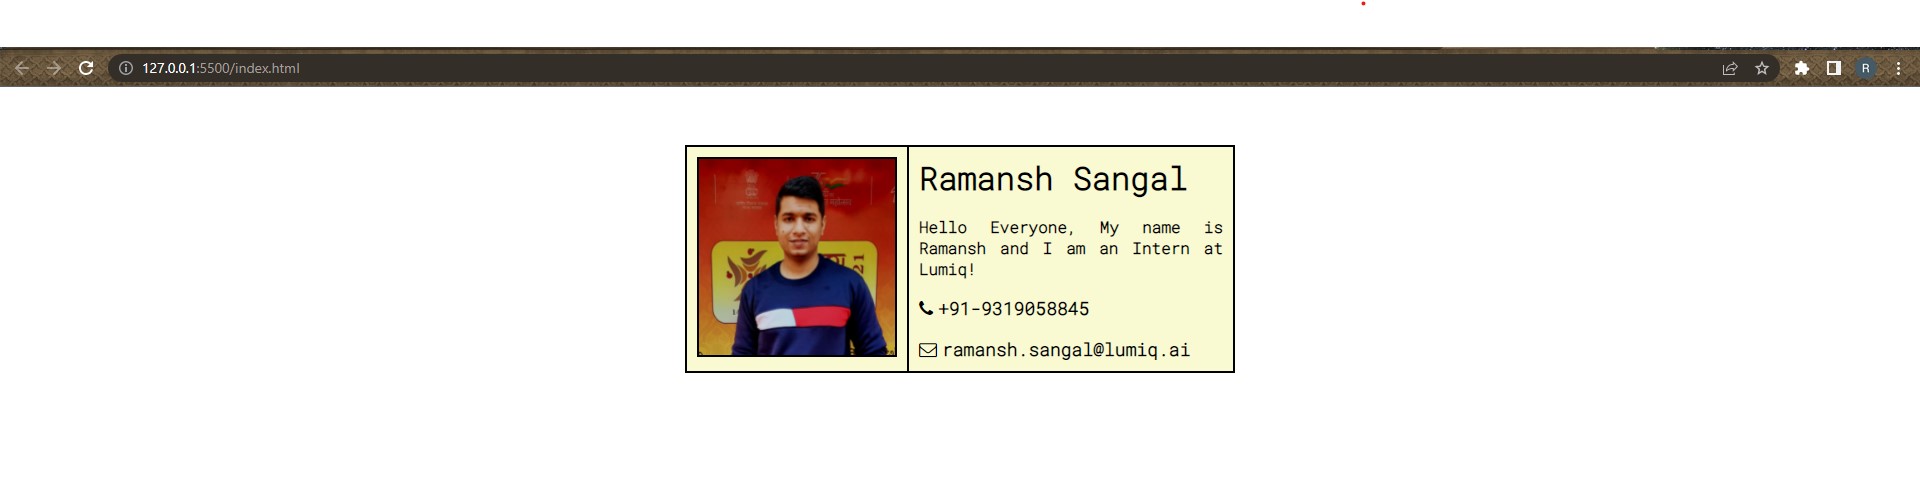 127.0.0.1:5500/index.html
R
Ramansh Sangal
Hello Everyone, My name is
Ramansh and I am an Intern at
Lumiq!
+91-9319058845
ramansh.sangal@lumiq.ai